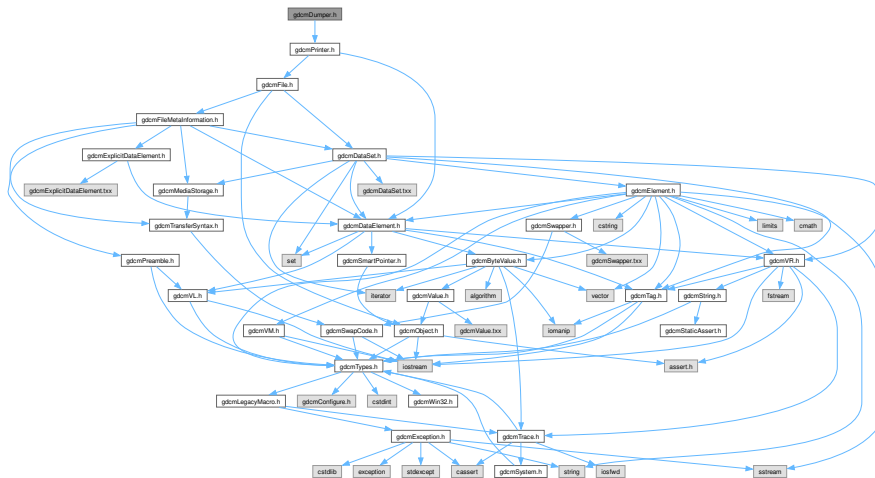 gdcmDumper.h
gdcmPrinter.h
gdcmFile.h
gdcmFileMetaInformation.h
gdcmExplicitDataElement.h
gdcmDataSet.h
gdcmExplicitDataElement.txx
gdcmMediaStorage.h
gdcmDataSet.txx
gdcmElement.h
gdcmTransferSyntax.h
gdcmDataElement.h
gdcmSwapper.h
cstring
limits
cmath
gdcmPreamble.h
set
gdcmSmartPointer.h
gdcmByteValue.h
gdcmSwapper.txx
gdcmVR.h
gdcmVL.h
iterator
gdcmValue.h
algorithm
vector
gdcmTag.h
gdcmString.h
fstream
gdcmVM.h
gdcmSwapCode.h
gdcmObject.h
gdcmValue.txx
iomanip
gdcmStaticAssert.h
gdcmTypes.h
iostream
assert.h
gdcmLegacyMacro.h
gdcmConfigure.h
cstdint
gdcmWin32.h
gdcmException.h
gdcmTrace.h
cstdlib
exception
stdexcept
cassert
gdcmSystem.h
string
iosfwd
sstream